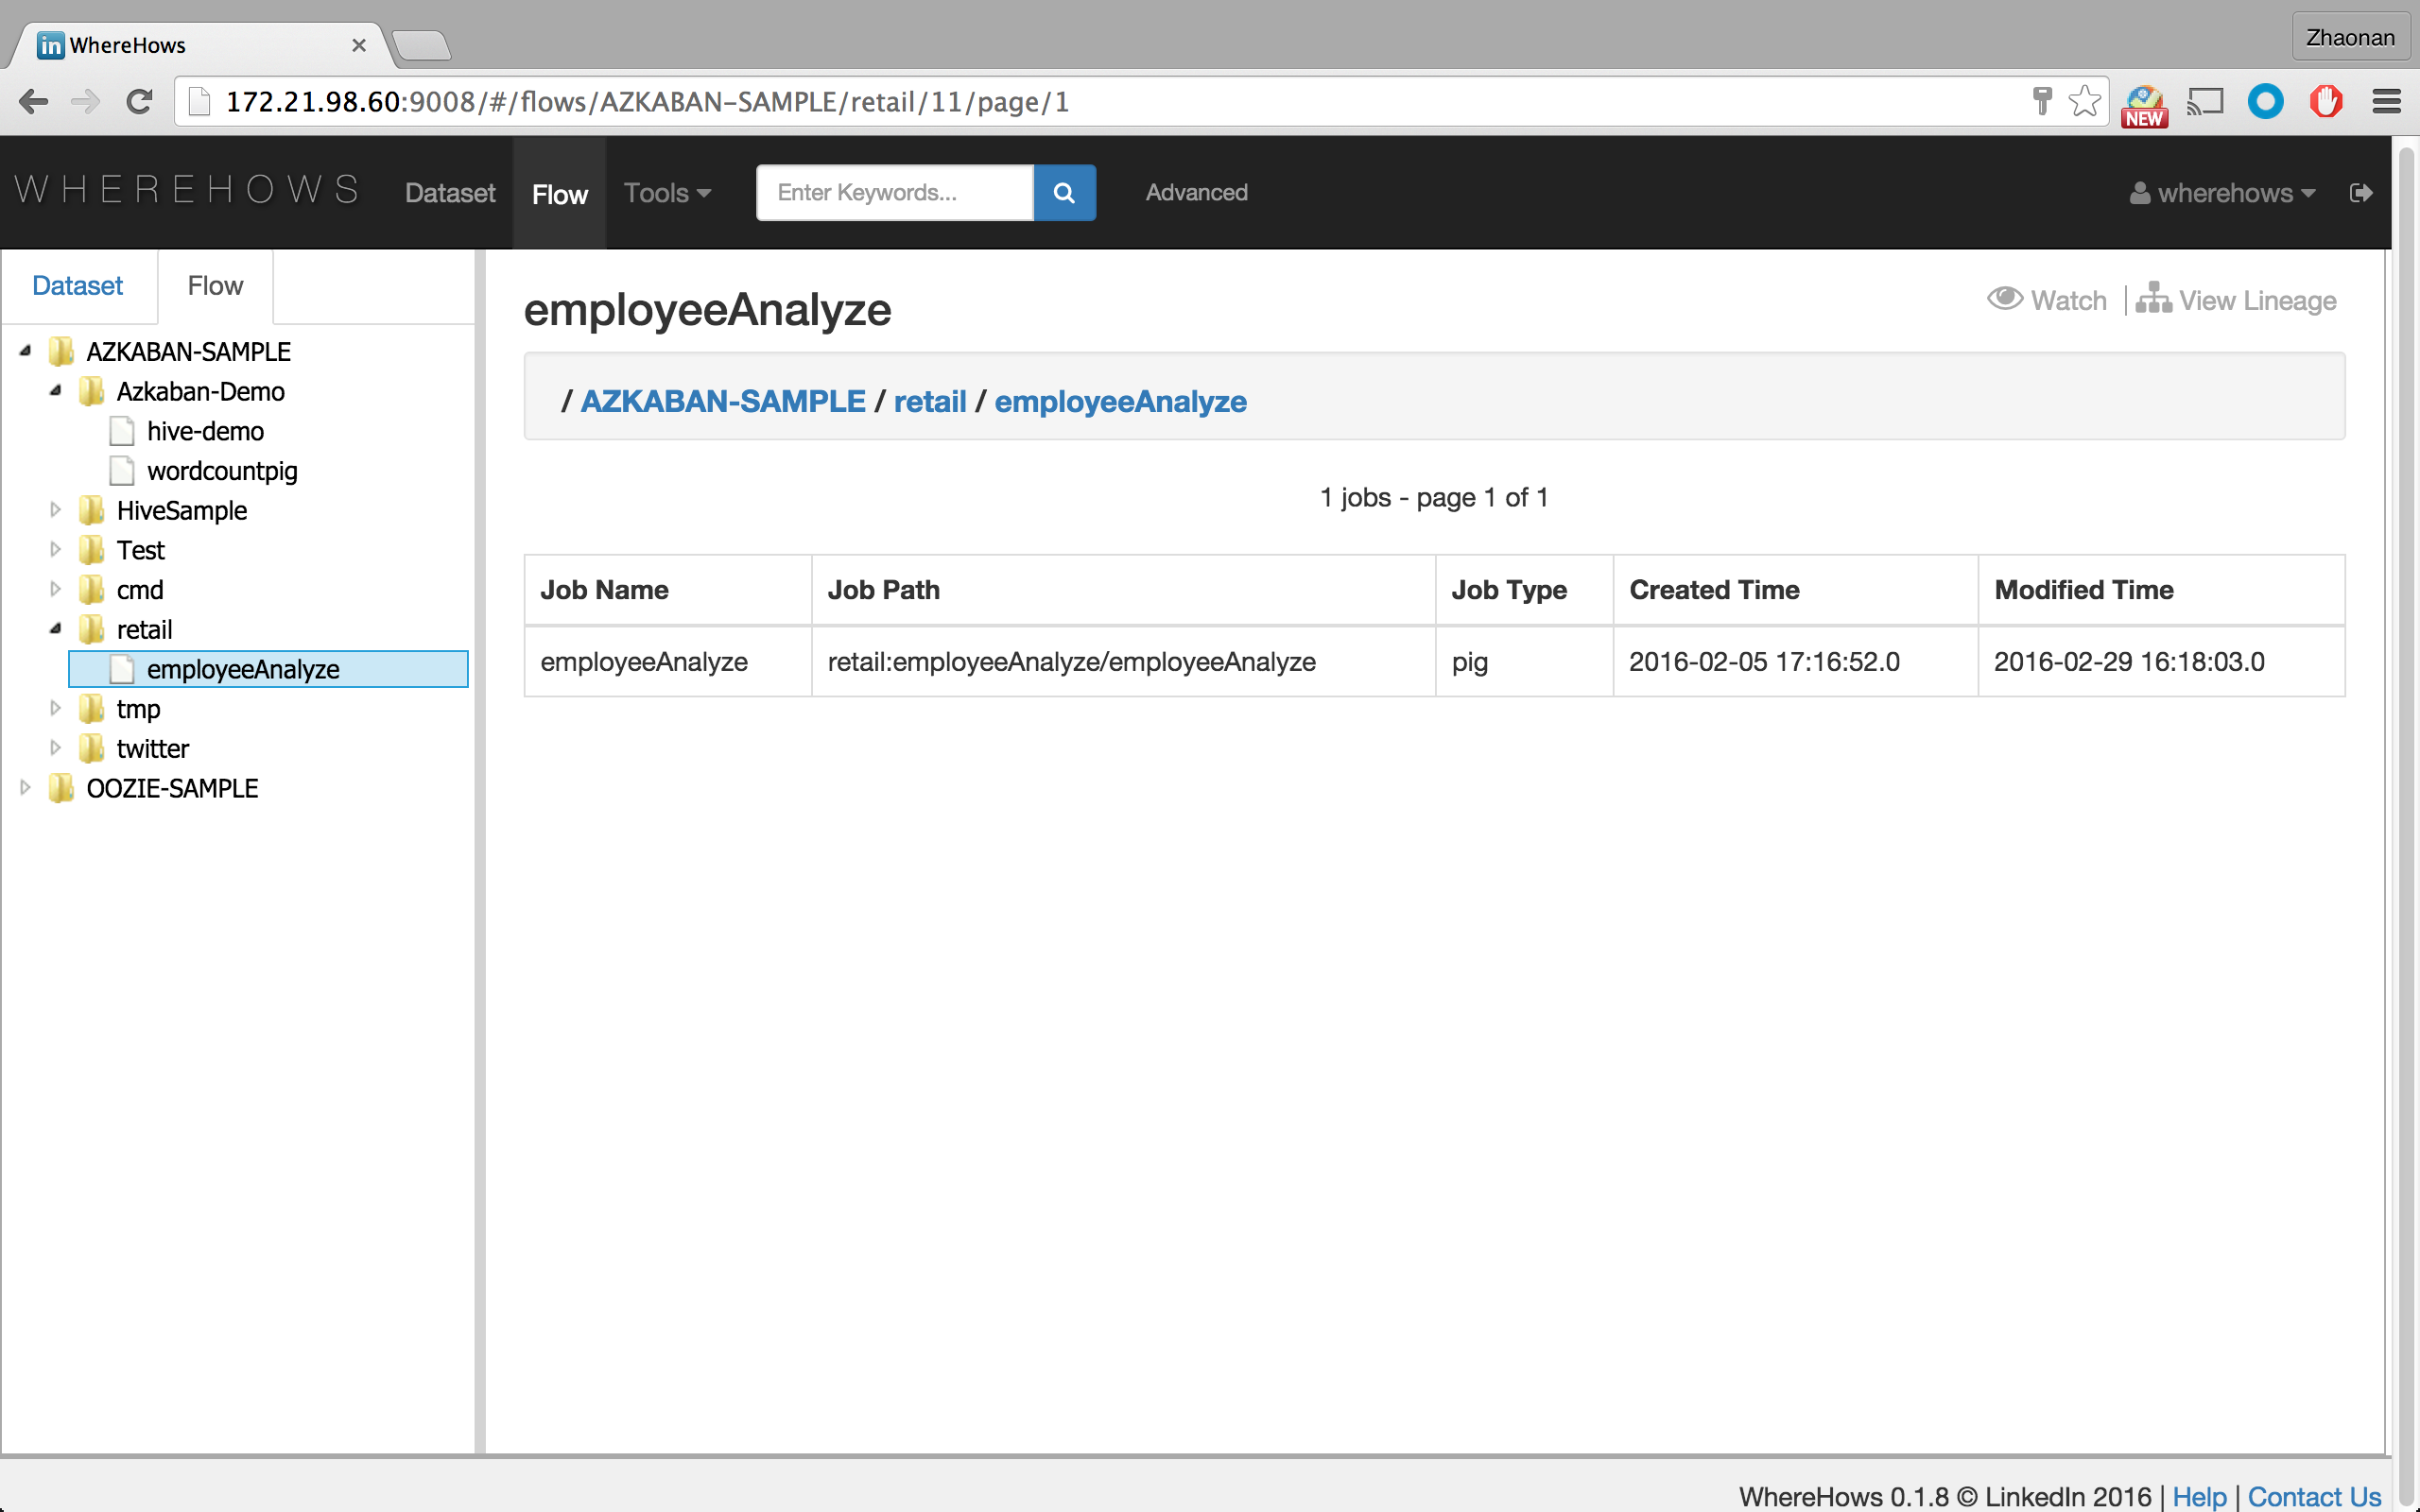 WhereHows
Zhaonan
172.21.98.60:9008/#/flows/AZKABAN-SAMPLE/retail/11/page/1
NEW
WHEREHOWS Dataset Flow Tools Enter Keywords... Advanced wherehows
Dataset Flow
AZKABAN-SAMPLE
Azkaban-Demo
hive-demo
wordcountpig
HiveSample
Test
cmd
retail
employeeAnalyze
tmp
twitter
OOZIE-SAMPLE
employeeAnalyze
Watch | View Lineage
/ AZKABAN-SAMPLE / retail / employeeAnalyze
1 jobs - page 1 of 1
Job Name Job Path Job Type Created Time Modified Time
employeeAnalyze retail:employeeAnalyze/employeeAnalyze pig 2016-02-05 17:16:52.0 2016-02-29 16:18:03.0
WhereHows 0.1.8 © LinkedIn 2016 | Help | Contact Us